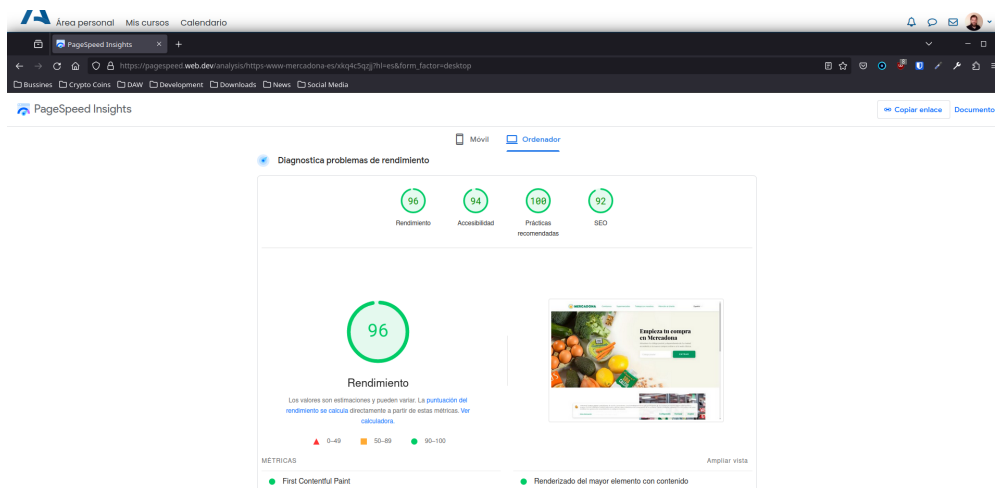 Área personal Mis cursos Calendario
PageSpeed Insights × +
https://pagespeed.web.dev/analysis/https-www-mercadona-es/xkq4c5qzjj?hl=es&form_factor=desktop
Bussines Crypto Coins DAW Development Downloads News Social Media
PageSpeed Insights
Copiar enlace Documento
Móvil Ordenador
Diagnostica problemas de rendimiento
96 94 100 92
Rendimiento Accesibilidad Prácticas recomendadas SEO
MERCADONA
Empieza tu compra
en Mercadona
96
Rendimiento
Los valores son estimaciones y pueden variar. La puntuación del
rendimiento se calcula directamente a partir de estas métricas. Ver
calculadora.
0–49 50–89 90–100
MÉTRICAS Ampliar vista
First Contentful Paint Renderizado del mayor elemento con contenido